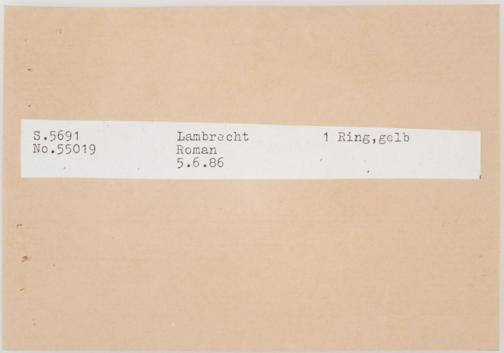 S.5691 Lambrecht 1 Ring,gelb
No.55019 Roman
5.6.86